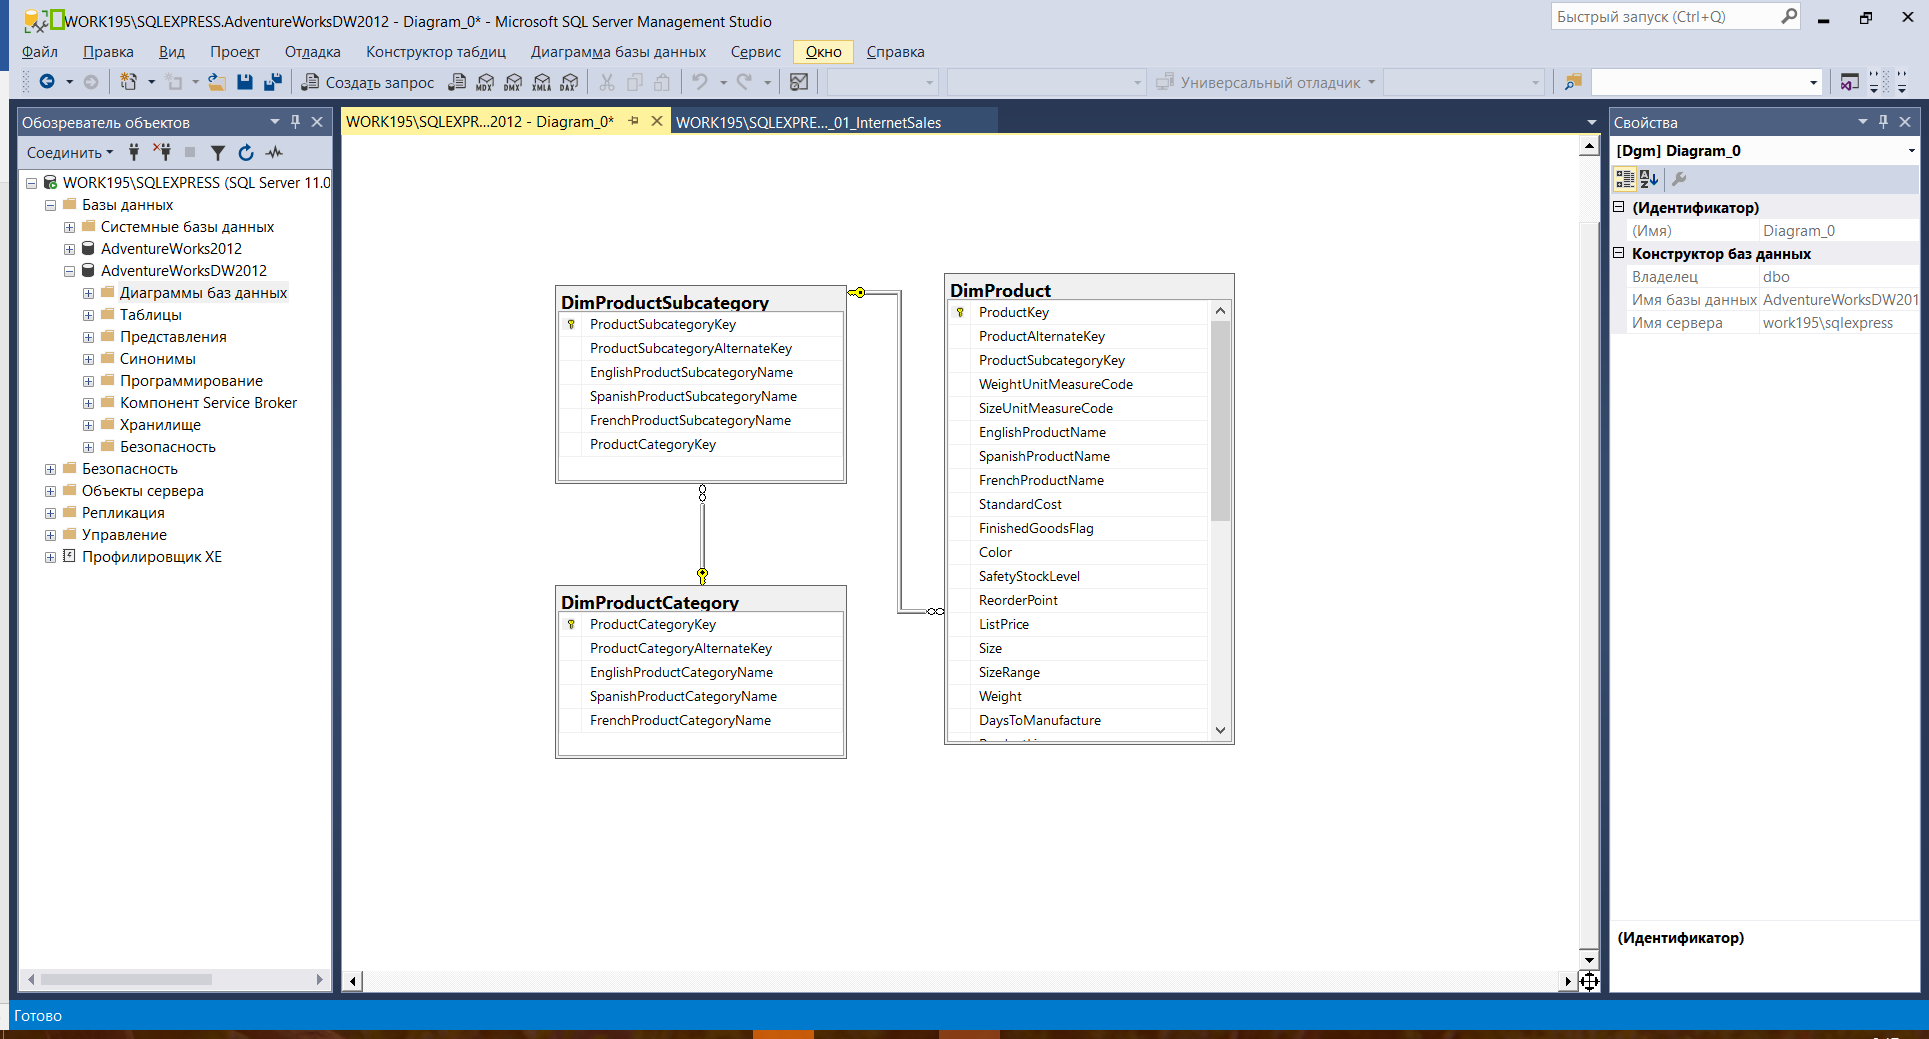 WORK195\SQLEXPRESS.AdventureWorksDW2012 - Diagram_0* - Microsoft SQL Server Management Studio
Быстрый запуск (Ctrl+Q)
Файл Правка Вид Проект Отладка Конструктор таблиц Диаграмма базы данных Сервис Окно Справка
Создать запрос MDX DMX XMLA DAX Универсальный отладчик
Обозреватель объектов
Соединить
WORK195\SQLEXPRESS (SQL Server 11.0
Базы данных
Системные базы данных
AdventureWorks2012
AdventureWorksDW2012
Диаграммы баз данных
Таблицы
Представления
Синонимы
Программирование
Компонент Service Broker
Хранилище
Безопасность
Безопасность
Объекты сервера
Репликация
Управление
Профилировщик XE
WORK195\SQLEXPR...2012 - Diagram_0*
WORK195\SQLEXPRE..._01_InternetSales
DimProductSubcategory
ProductSubcategoryKey
ProductSubcategoryAlternateKey
EnglishProductSubcategoryName
SpanishProductSubcategoryName
FrenchProductSubcategoryName
ProductCategoryKey
DimProductCategory
ProductCategoryKey
ProductCategoryAlternateKey
EnglishProductCategoryName
SpanishProductCategoryName
FrenchProductCategoryName
DimProduct
ProductKey
ProductAlternateKey
ProductSubcategoryKey
WeightUnitMeasureCode
SizeUnitMeasureCode
EnglishProductName
SpanishProductName
FrenchProductName
StandardCost
FinishedGoodsFlag
Color
SafetyStockLevel
ReorderPoint
ListPrice
Size
SizeRange
Weight
DaysToManufacture
Свойства
[Dgm] Diagram_0
(Идентификатор)
(Имя) Diagram_0
Конструктор баз данных
Владелец dbo
Имя базы данных AdventureWorksDW201
Имя сервера work195\sqlexpress
(Идентификатор)
Готово